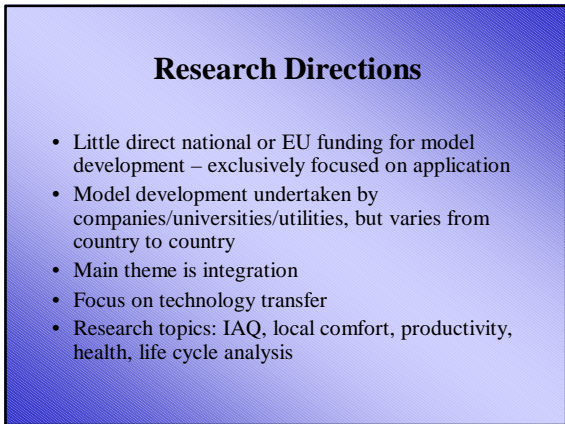 Research Directions
• Little direct national or EU funding for model
development – exclusively focused on application
• Model development undertaken by
companies/universities/utilities, but varies from
country to country
• Main theme is integration
• Focus on technology transfer
• Research topics: IAQ, local comfort, productivity,
health, life cycle analysis